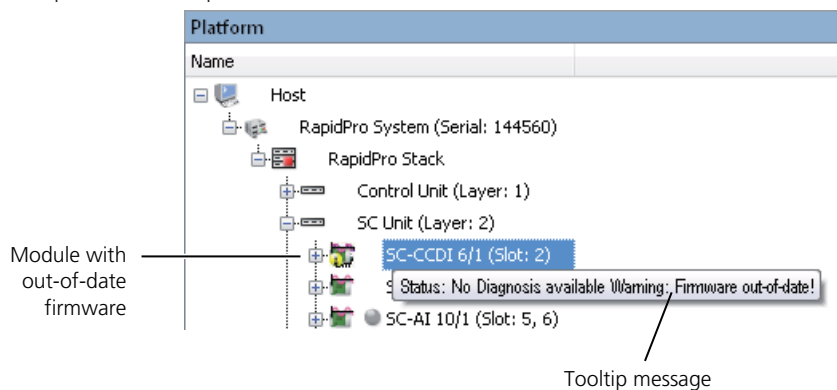 Platform
Name
Host
RapidPro System (Serial: 144560)
RapidPro Stack
Control Unit (Layer: 1)
SC Unit (Layer: 2)
Module with
out-of-date
firmware
SC-CCDI 6/1 (Slot: 2)
Status: No Diagnosis available Warning: Firmware out-of-date!
SC-AI 10/1 (Slot: 5, 6)
Tooltip message